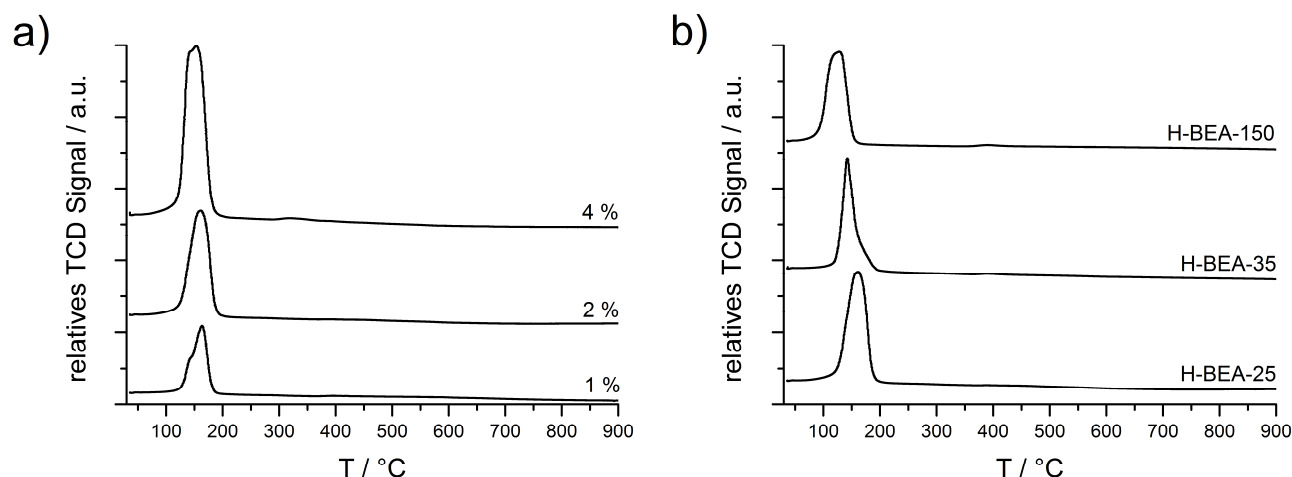 a)
relatives TCD Signal / a.u.
4 %
2 %
1 %
100 200 300 400 500 600 700 800 900
T / °C
b)
relatives TCD Signal / a.u.
H-BEA-150
H-BEA-35
H-BEA-25
100 200 300 400 500 600 700 800 900
T / °C